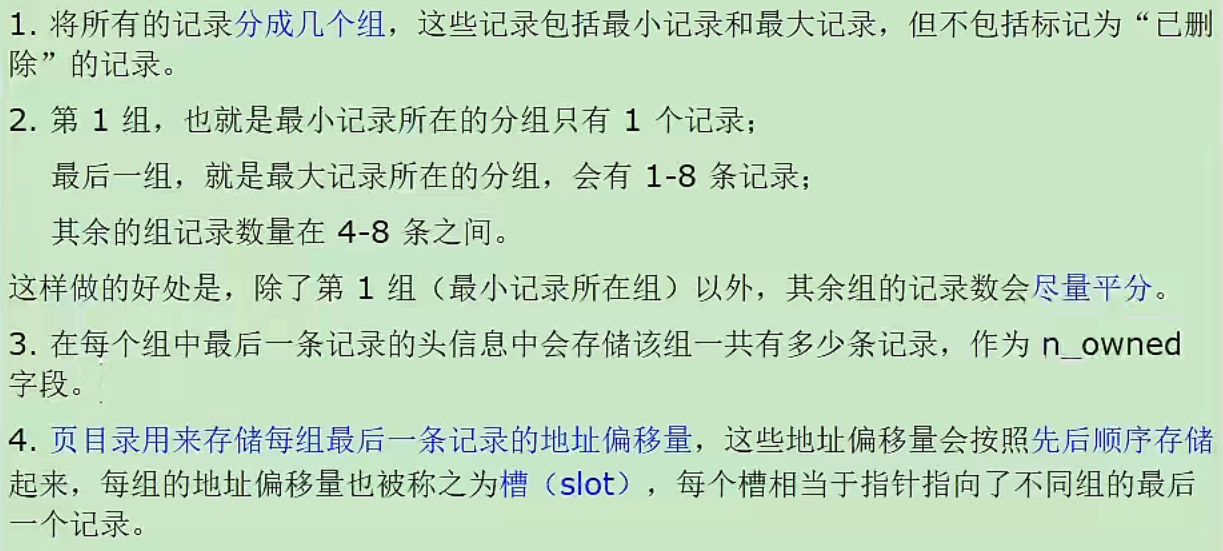 1. 将所有的记录分成几个组，这些记录包括最小记录和最大记录，但不包括标记为“已删
除”的记录。
2. 第 1 组，也就是最小记录所在的分组只有 1 个记录；
最后一组，就是最大记录所在的分组，会有 1-8 条记录；
其余的组记录数量在 4-8 条之间。
这样做的好处是，除了第 1 组（最小记录所在组）以外，其余组的记录数会尽量平分。
3. 在每个组中最后一条记录的头信息中会存储该组一共有多少条记录，作为 n_owned
字段。
4. 页目录用来存储每组最后一条记录的地址偏移量，这些地址偏移量会按照先后顺序存储
起来，每组的地址偏移量也被称之为槽（slot），每个槽相当于指针指向了不同组的最后
一个记录。